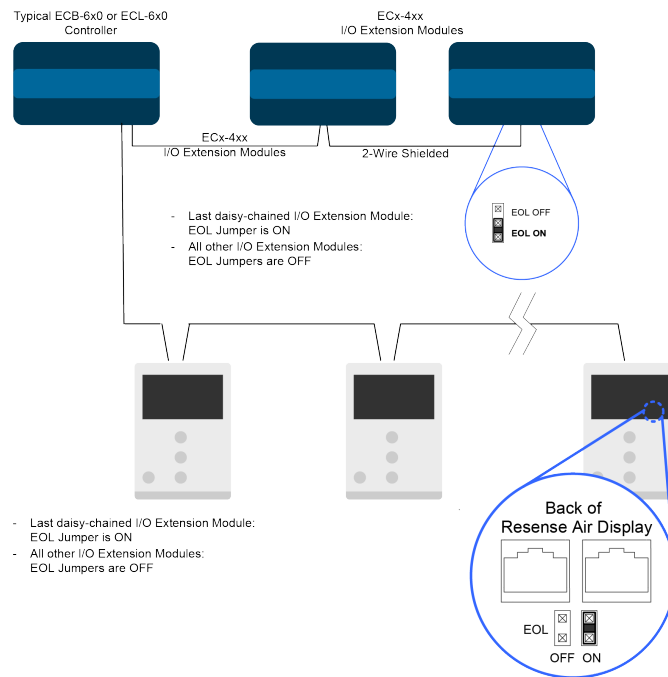 Typical ECB-6x0 or ECL-6x0
Controller
ECx-4xx
I/O Extension Modules
ECx-4xx
I/O Extension Modules
2-Wire Shielded
- Last daisy-chained I/O Extension Module:
EOL Jumper is ON
- All other I/O Extension Modules:
EOL Jumpers are OFF
EOL OFF
EOL ON
- Last daisy-chained I/O Extension Module:
EOL Jumper is ON
- All other I/O Extension Modules:
EOL Jumpers are OFF
Back of
Resense Air Display
EOL
OFF ON